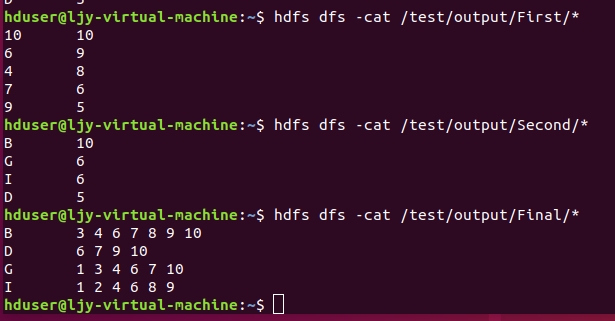 hduser@ljy-virtual-machine:~$ hdfs dfs -cat /test/output/First/*
10 10
6 9
4 8
7 6
9 5
hduser@ljy-virtual-machine:~$ hdfs dfs -cat /test/output/Second/*
B 10
G 6
I 6
D 5
hduser@ljy-virtual-machine:~$ hdfs dfs -cat /test/output/Final/*
B 3 4 6 7 8 9 10
D 6 7 9 10
G 1 3 4 6 7 10
I 1 2 4 6 8 9
hduser@ljy-virtual-machine:~$